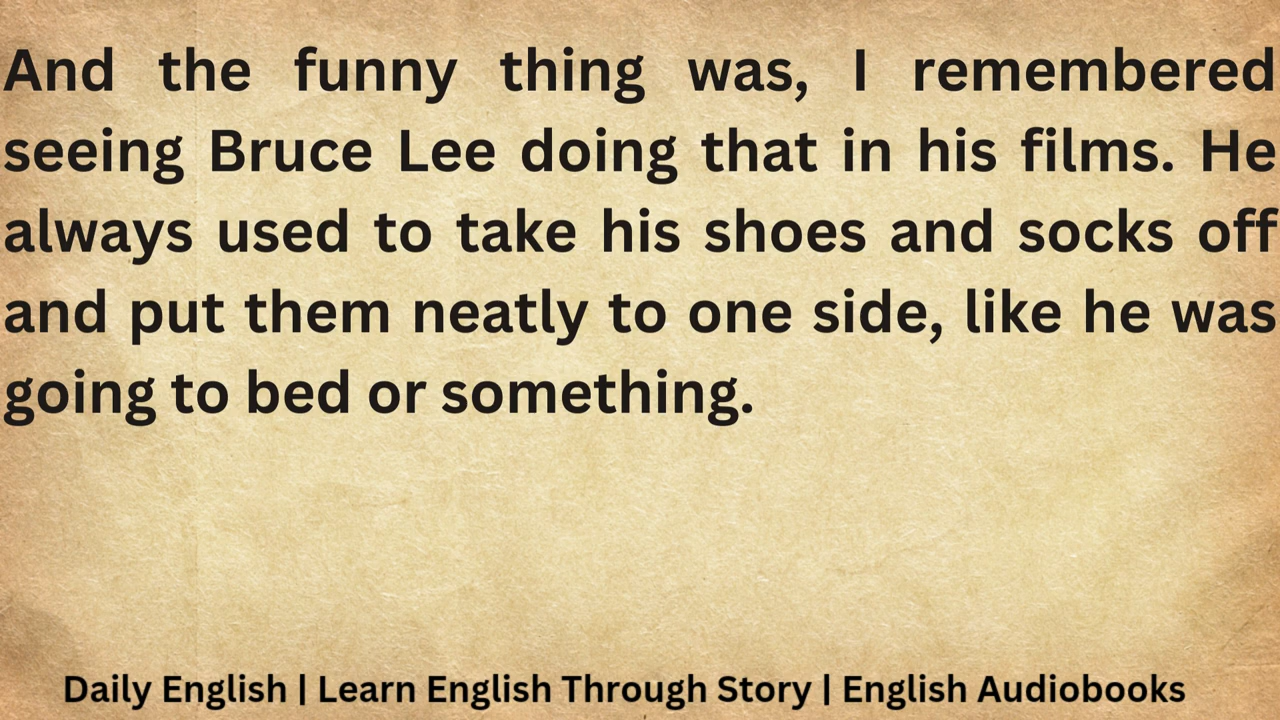 And the funny thing was, I remembered
seeing Bruce Lee doing that in his films. He
always used to take his shoes and socks off
and put them neatly to one side, like he was
going to bed or something.
Daily English | Learn English Through Story | English Audiobooks